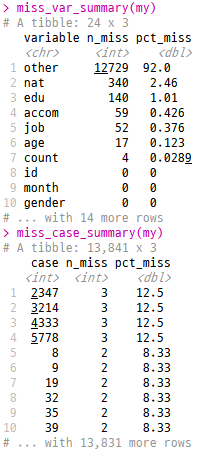 > miss_var_summary(my)
# A tibble: 24 x 3
variable n_miss pct_miss
<chr> <int> <dbl>
1 other 12729 92.0
2 nat 340 2.46
3 edu 140 1.01
4 accom 59 0.426
5 job 52 0.376
6 age 17 0.123
7 count 4 0.0289
8 id 0 0
9 month 0 0
10 gender 0 0
# … with 14 more rows
> miss_case_summary(my)
# A tibble: 13,841 x 3
case n_miss pct_miss
<int> <int> <dbl>
1 2347 3 12.5
2 3214 3 12.5
3 4333 3 12.5
4 5778 3 12.5
5 8 2 8.33
6 9 2 8.33
7 19 2 8.33
8 32 2 8.33
9 35 2 8.33
10 39 2 8.33
# … with 13,831 more rows